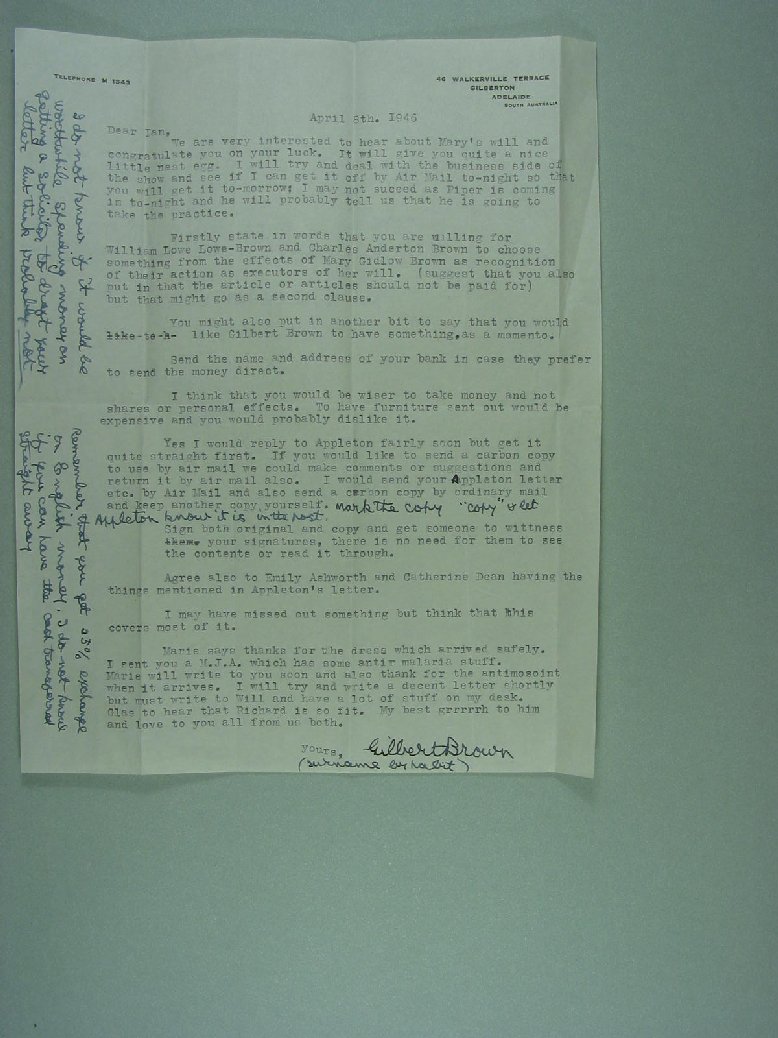 TELEPHONE M 1343
46 WALKERVILLE TERRACE
GILBERTON
ADELAIDE
SOUTH AUSTRALIA
April 8th. 1946
Dear Ian,
We are very interested to hear about Mary's will and
congratulate you on your luck. It will give you quite a nice
little nest egg. I will try and deal with the business side of
the show and see if I can get it off by Air Mail to-night so that
you will get it to-morrow; I may not succeed as Piper is coming
in to-night and he will probably tell us that he is going to
take the practice.
Firstly state in words that you are willing for
William Lowe Lowe-Brown and Charles Anderton Brown to choose
something from the effects of Mary Gidlow Brown as recognition
of their action as executors of her will. (suggest that you also
put in that the article or articles should not be paid for)
but that might go as a second clause.
You might also put in another bit to say that you would
like-to-h- like Gilbert Brown to have something,as a momento.
Send the name and address of your bank in case they prefer
to send the money direct.
I think that you would be wiser to take money and not
shares or personal effects. To have furniture sent out would be
expensive and you would probably dislike it.
Yes I would reply to Appleton fairly soon but get it
quite straight first. If you would like to send a carbon copy
to use by air mail we could make comments or suggestions and
return it by air mail also. I would send your Appleton letter
etc. by Air Mail and also send a carbon copy by ordinary mail
and keep another copy yourself. Mark the copy "copy" & let
Appleton know it is in the post.
Sign both original and copy and get someone to wittness
them, your signatures, there is no need for them to see
the contents or read it through.
Agree also to Emily Ashworth and Catherine Dean having the
things mentioned in Appleton's letter.
I may have missed out something but think that this
covers most of it.
Marie says thanks for the dress which arrived safely.
I sent you a M.J.A. which has some anti- malaria stuff.
Marie will write to you soon and also thank for the antimosoint
when it arrives. I will try and write a decent letter shortly
but must write to Will and have a lot of stuff on my desk.
Glas to hear that Richard is so fit. My best grrrrrh to him
and love to you all from us both.
yours, Gilbert Brown
(surname by habit)
I do not know if it would be
worthwhile spending money on
getting a solicitor to draft your
letter but think probably not
Remember that you get 25% exchange
on English money. I do not know
if you can have the cash transferred
straight away